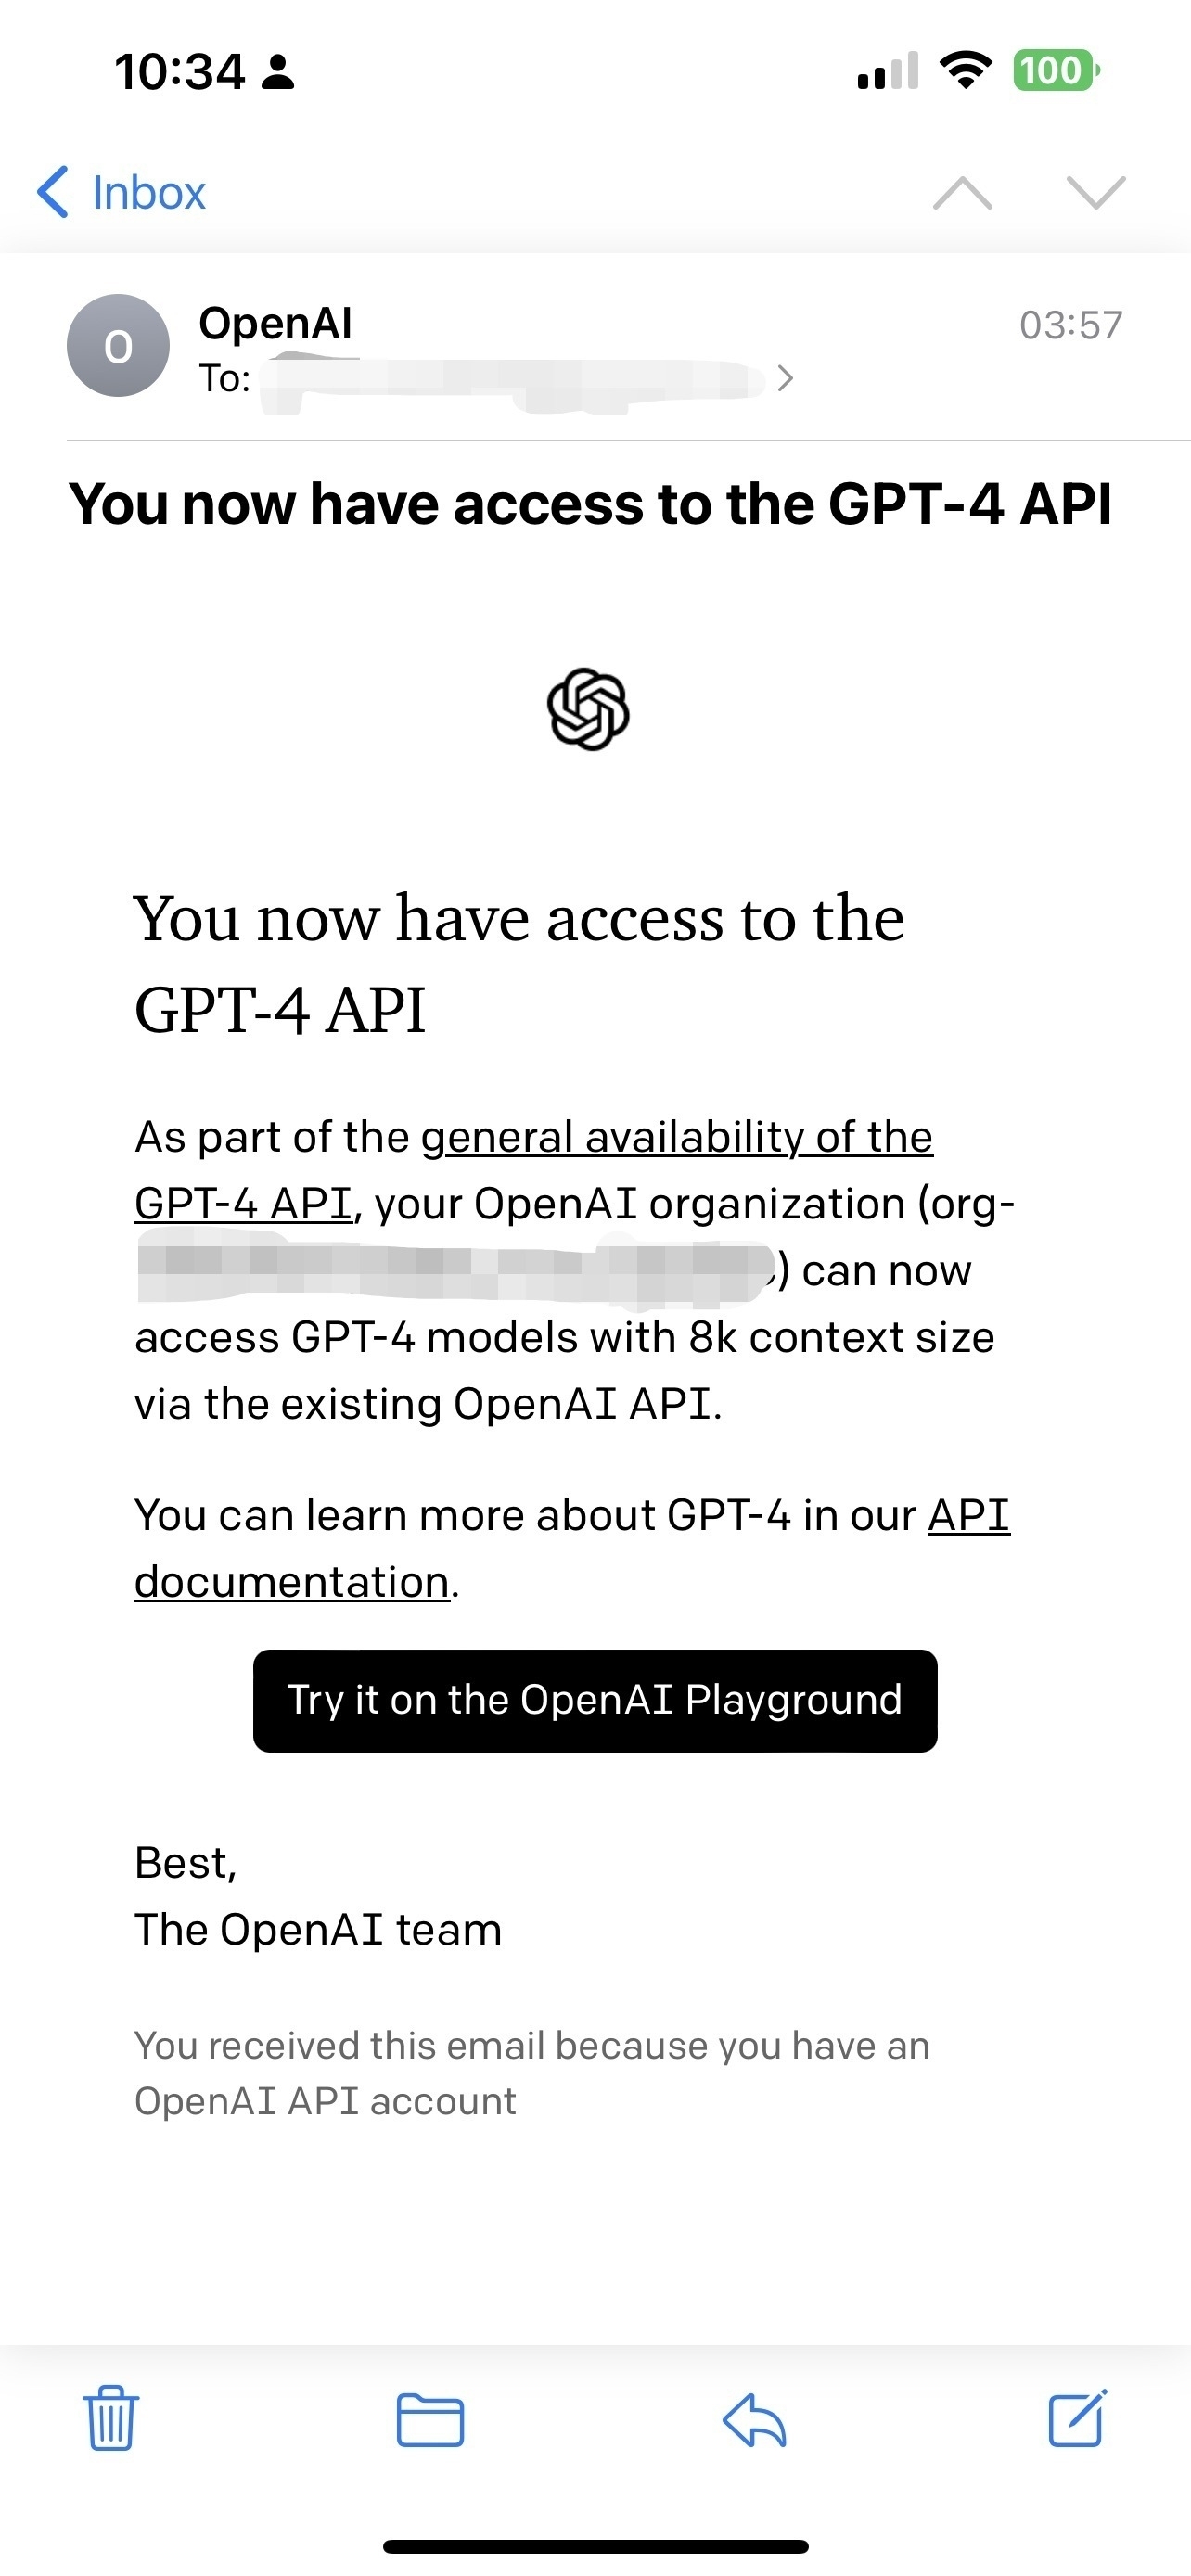 10:34
100
Inbox
O
OpenAI
03:57
To:
You now have access to the GPT-4 API
You now have access to the
GPT-4 API
As part of the general availability of the
GPT-4 API, your OpenAI organization (org-
) can now
access GPT-4 models with 8k context size
via the existing OpenAI API.
You can learn more about GPT-4 in our API
documentation.
Try it on the OpenAI Playground
Best,
The OpenAI team
You received this email because you have an
OpenAI API account